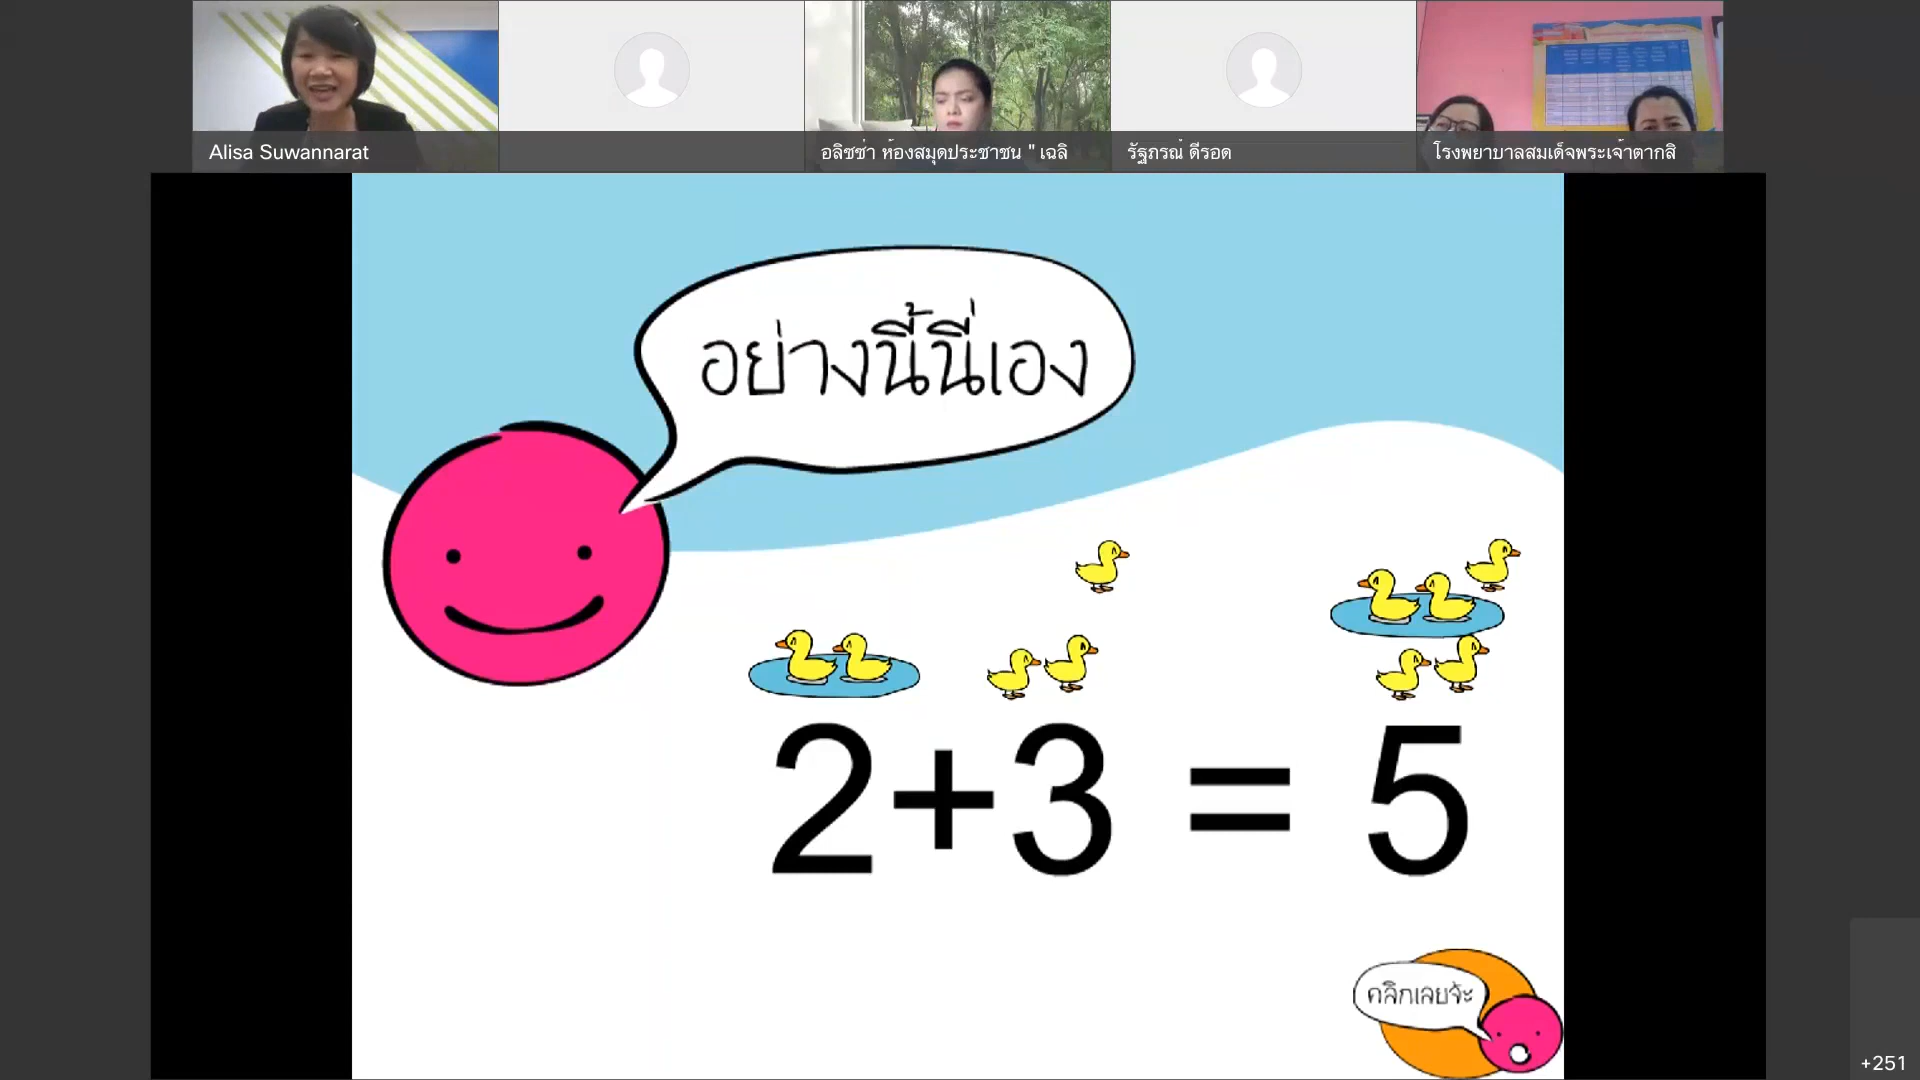 Alisa Suwannarat
อลิซซ่า ห้องสมุดประชาชน " เฉลิ
รัฐภรณ์ ดีรอด
โรงพยาบาลสมเด็จพระเจ้าตากสิ
อย่างนี้นี่เอง
2+3 = 5
คลิกเลยจ้ะ
+251